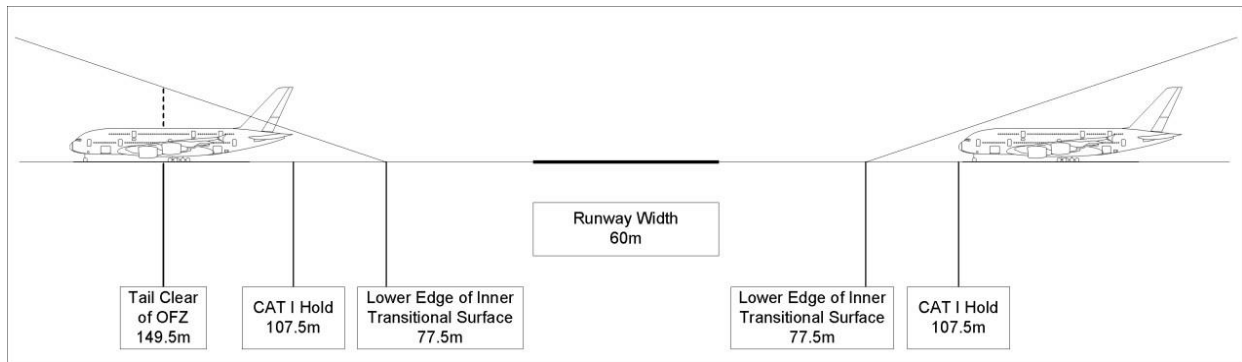 Runway Width
60m
Tail Clear
of OFZ
149.5m
CAT I Hold
107.5m
Lower Edge of Inner
Transitional Surface
77.5m
Lower Edge of Inner
Transitional Surface
77.5m
CAT I Hold
107.5m